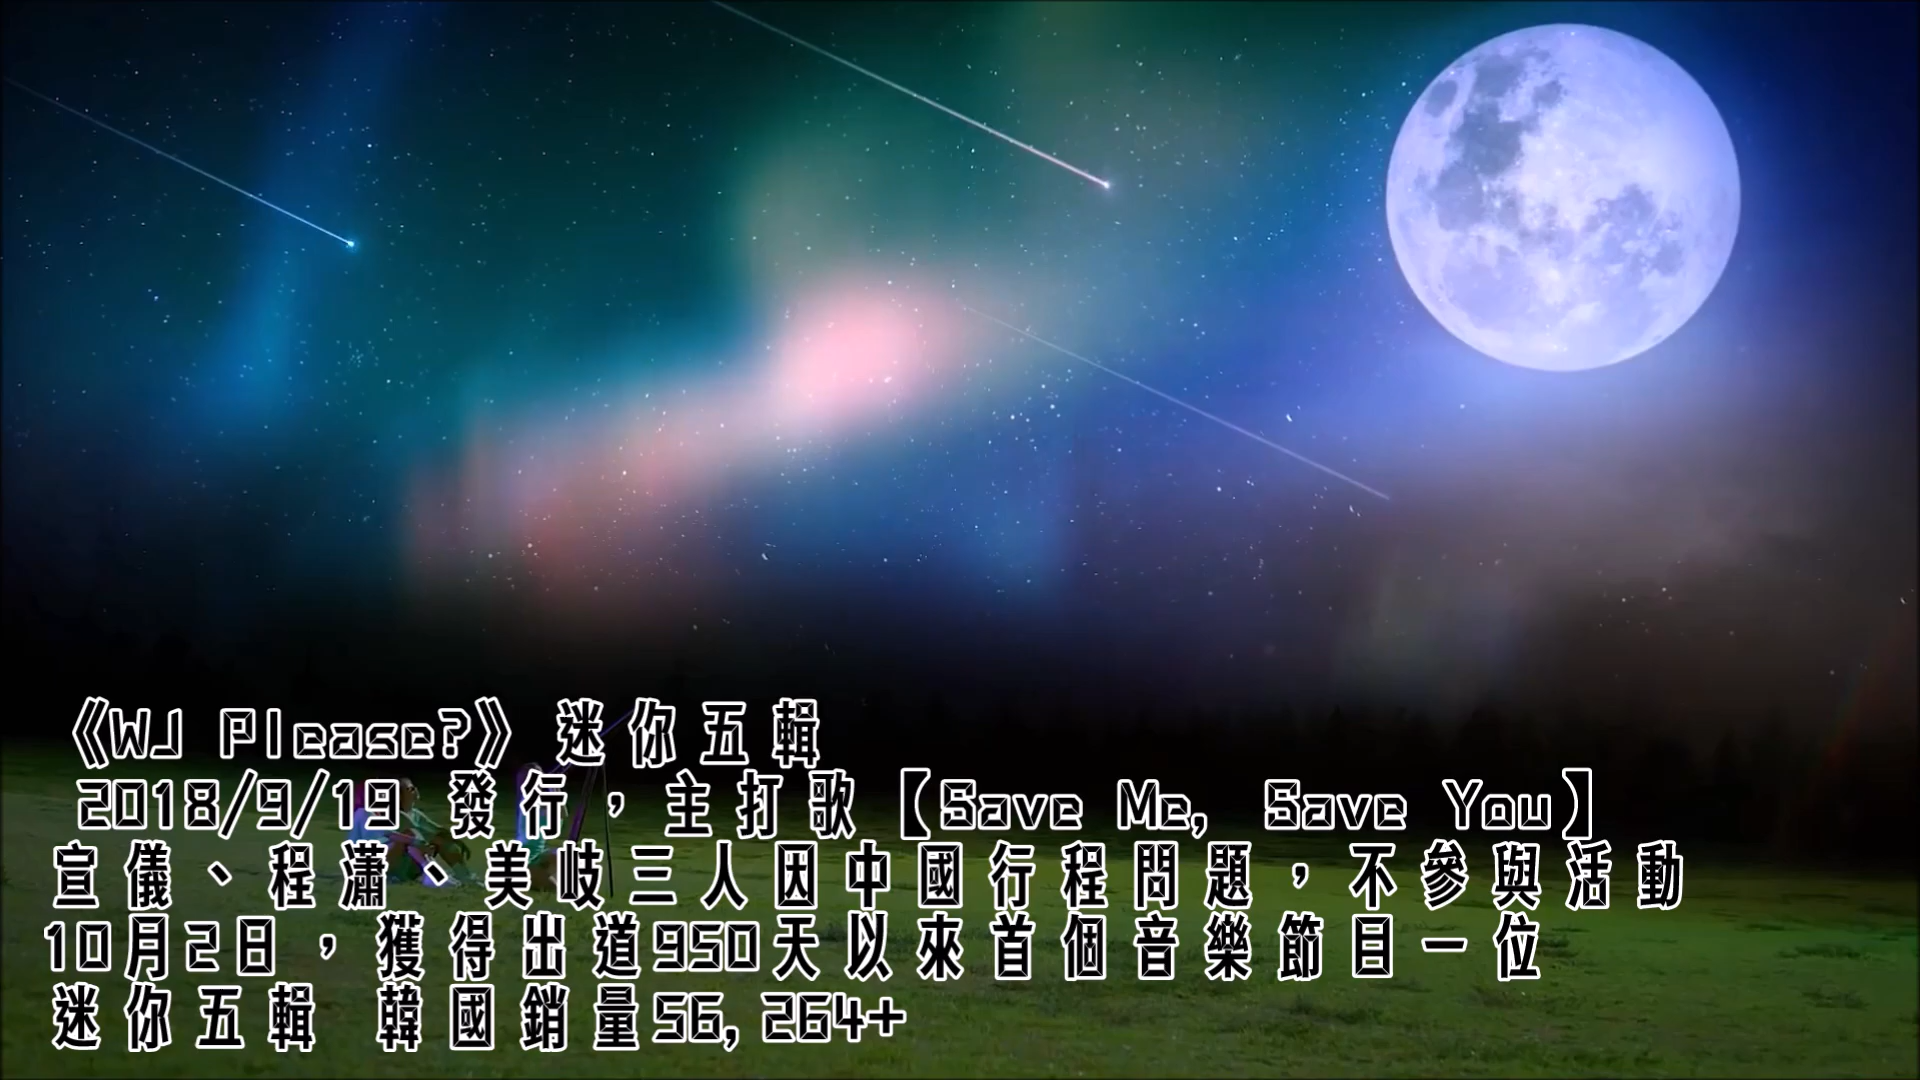 《WJ Please?》迷你五輯
2018/9/19 發行，主打歌【Save Me, Save You】
宣儀、程瀟、美岐三人因中國行程問題，不參與活動
10月2日，獲得出道950天以來首個音樂節目一位
迷你五輯 韓國銷量56,264+